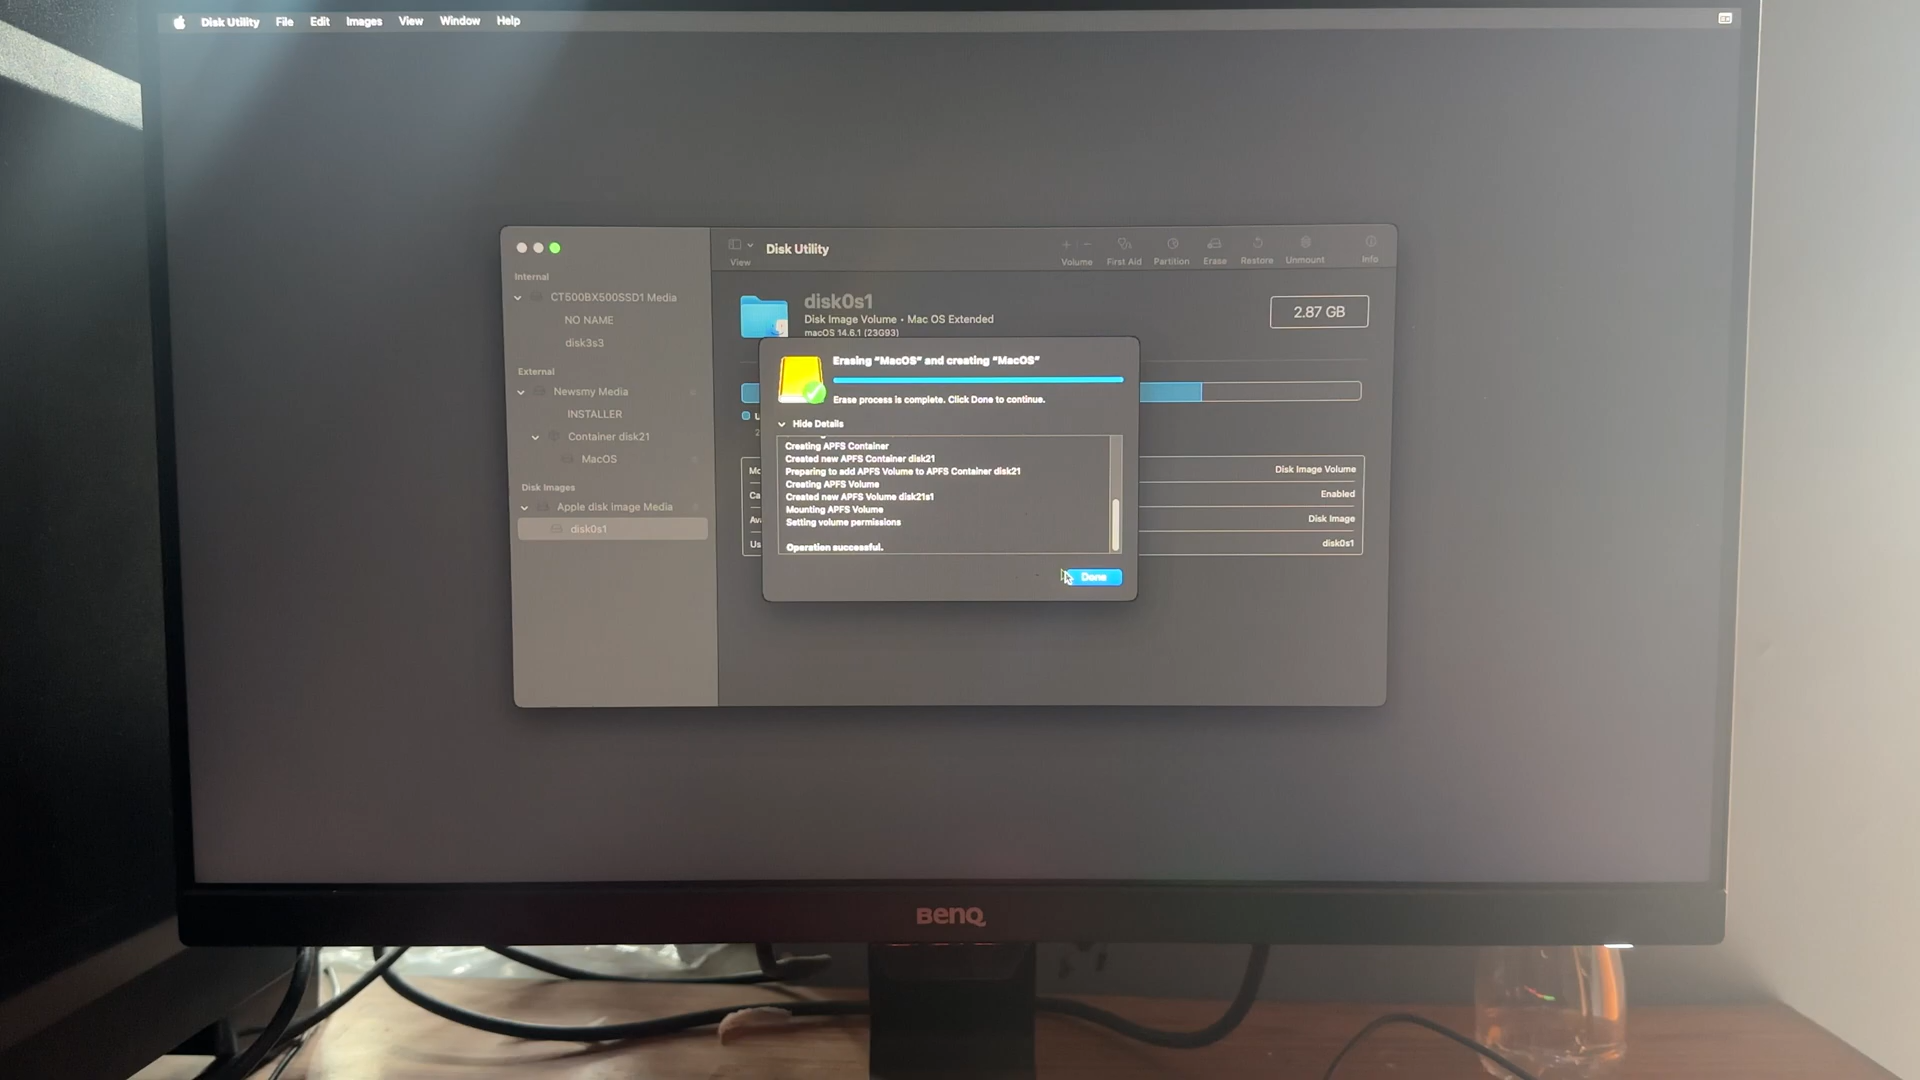 Disk Utility File Edit Images View Window Help
Disk Utility
View
Volume First Aid Partition Erase Restore Unmount Info
Internal
CT500BX500SSD1 Media
NO NAME
disk3s3
External
Newsmy Media
INSTALLER
Container disk21
MacOS
Disk Images
Apple disk image Media
disk0s1
disk0s1
Disk Image Volume • Mac OS Extended
macOS 14.6.1 (23G93)
2.87 GB
Erasing “MacOS” and creating “MacOS”
Erase process is complete. Click Done to continue.
Hide Details
Creating APFS Container
Created new APFS Container disk21
Preparing to add APFS Volume to APFS Container disk21
Creating APFS Volume
Created new APFS Volume disk21s1
Mounting APFS Volume
Setting volume permissions
Operation successful.
Done
Disk Image Volume
Enabled
Disk Image
disk0s1
BenQ